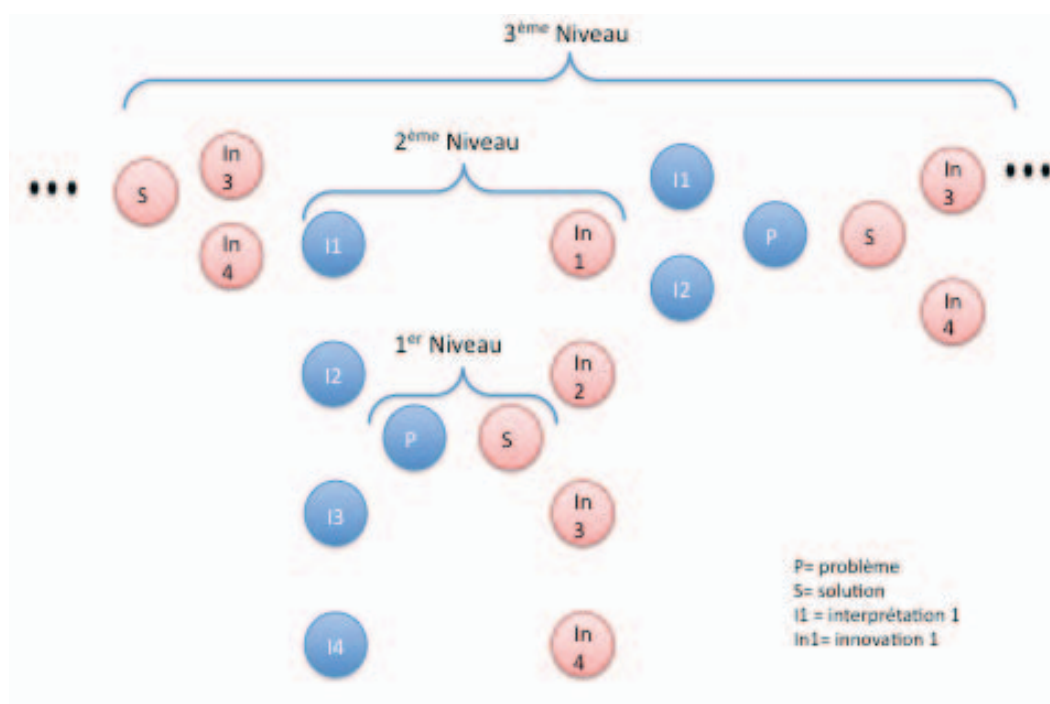 3ème Niveau
2ème Niveau
S
In
3
In
4
I1
In
1
I1
I2
P
S
In
3
In
4
1er Niveau
I2
P
S
In
2
I3
In
3
I4
In
4
P= problème
S= solution
I1 = interprétation 1
In1= innovation 1